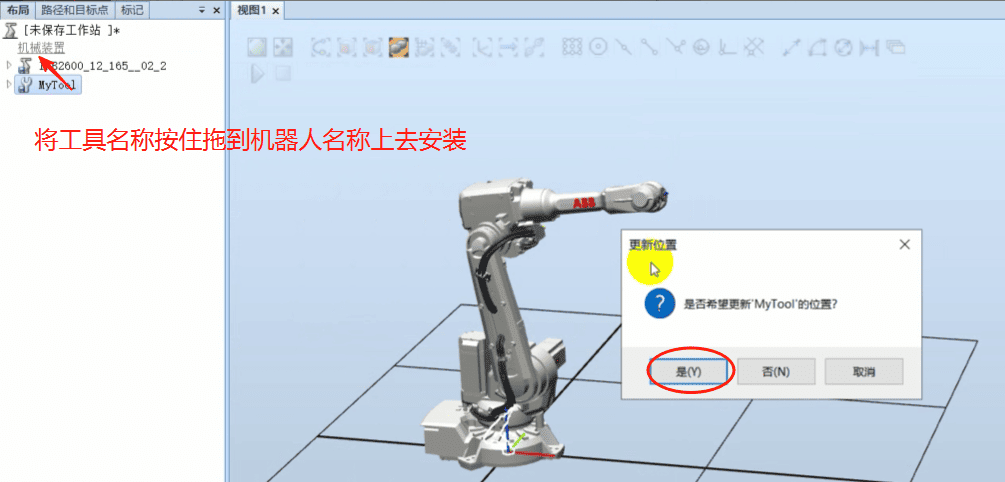 布局 路径和目标点 标记
视图1
[未保存工作站 ]*
机械装置
82600_12_165__02_2
MyTool
将工具名称按住拖到机器人名称上去安装
ABB
更新位置
是否希望更新'MyTool'的位置?
是(Y) 否(N) 取消